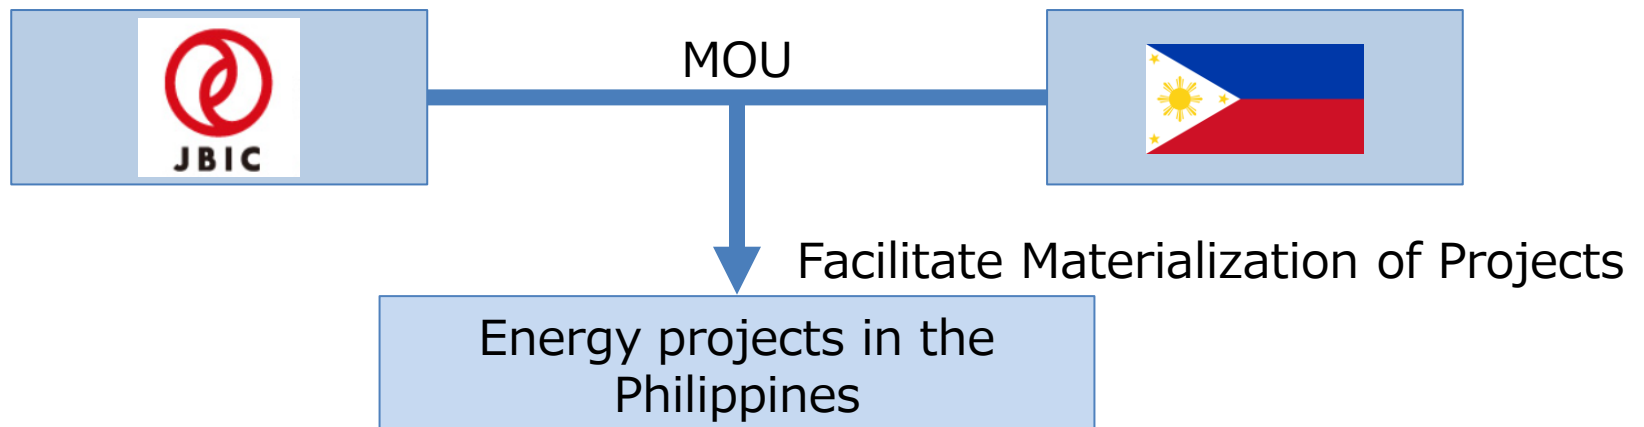 JBIC
MOU
Facilitate Materialization of Projects
Energy projects in the
Philippines